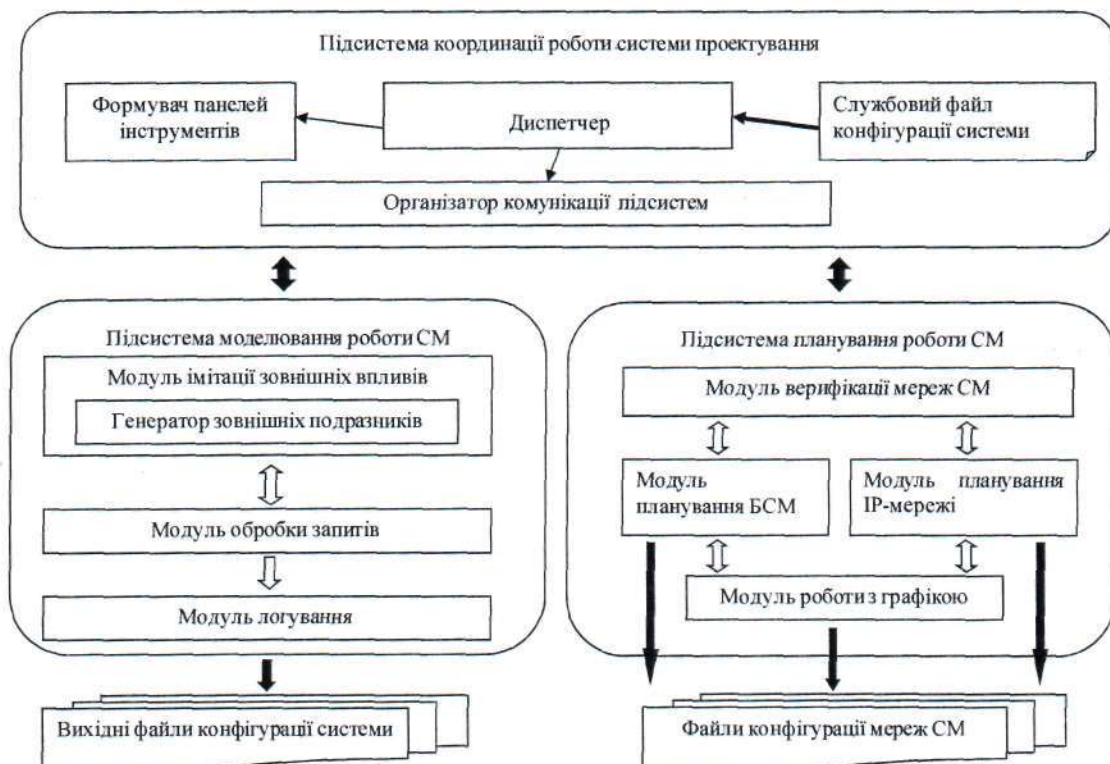 Підсистема координації роботи системи проектування
Формувач панелей
інструментів
Диспетчер
Службовий файл
конфігурації системи
Організатор комунікації підсистем
Підсистема моделювання роботи СМ
Модуль імітації зовнішніх впливів
Генератор зовнішніх подразників
Модуль обробки запитів
Модуль логування
Вихідні файли конфігурації системи
Підсистема планування роботи СМ
Модуль верифікації мереж СМ
Модуль
планування БСМ
Модуль планування
IP-мережі
Модуль роботи з графікою
Файли конфігурації мереж СМ